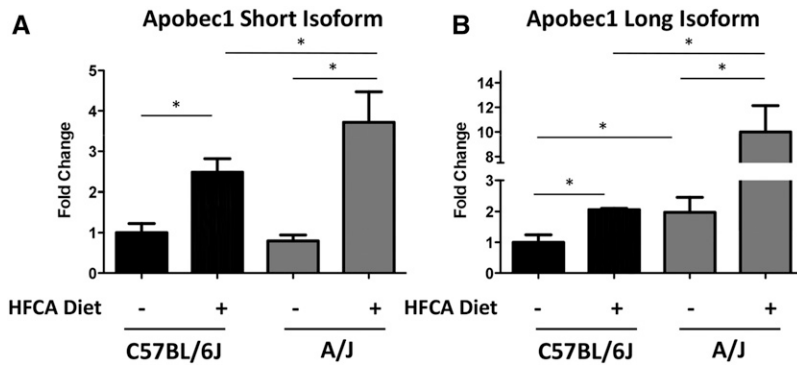 A
Apobec1 Short Isoform
*
*
*
Fold Change
5
4
3
2
1
0
HFCA Diet - + - +
C57BL/6J A/J
B
Apobec1 Long Isoform
*
*
*
*
Fold Change
14
12
10
8
3
2
1
0
HFCA Diet - + - +
C57BL/6J A/J